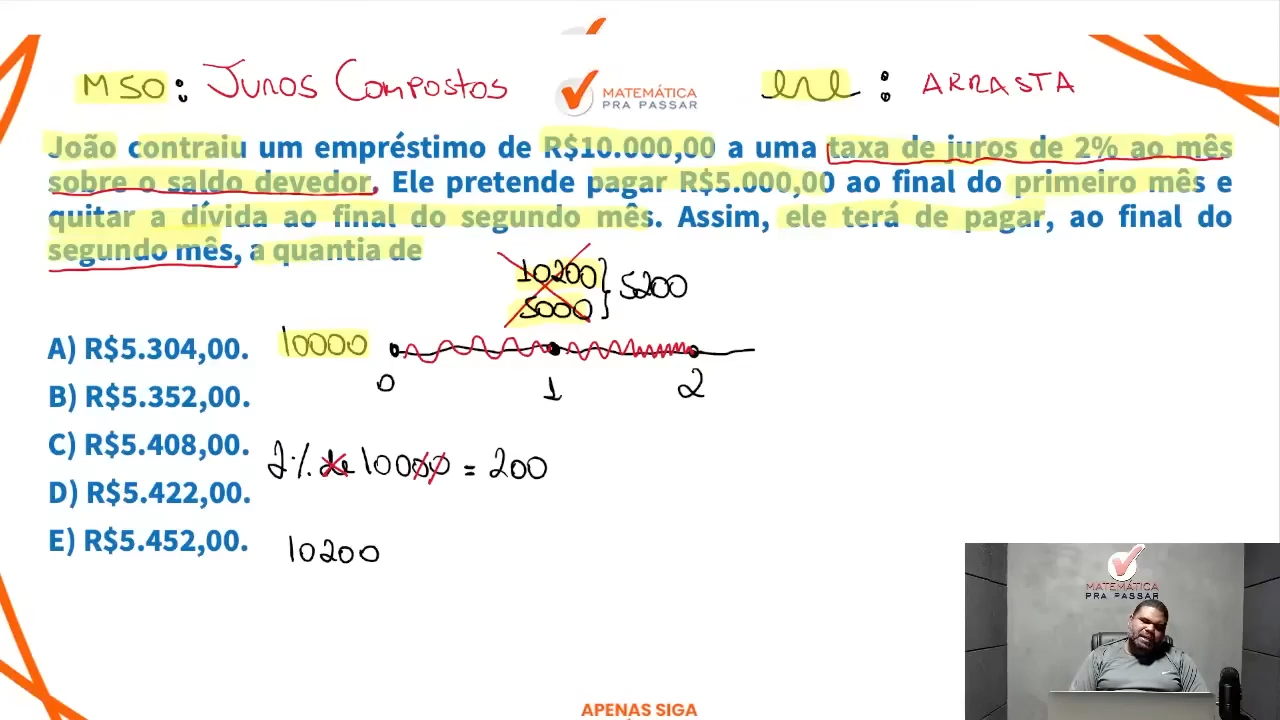 MSO: JUROS COMPOSTOS
MATEMÁTICA
PRA PASSAR
: ARRASTA
João contraiu um empréstimo de R$10.000,00 a uma taxa de juros de 2% ao mês
sobre o saldo devedor. Ele pretende pagar R$5.000,00 ao final do primeiro mês e
quitar a dívida ao final do segundo mês. Assim, ele terá de pagar, ao final do
segundo mês, a quantia de
10200
5000
5200
A) R$5.304,00.
10000
0
1
2
B) R$5.352,00.
C) R$5.408,00.
2% de 10000 = 200
D) R$5.422,00.
E) R$5.452,00.
10200
MATEMÁTICA
PRA PASSAR
APENAS SIGA